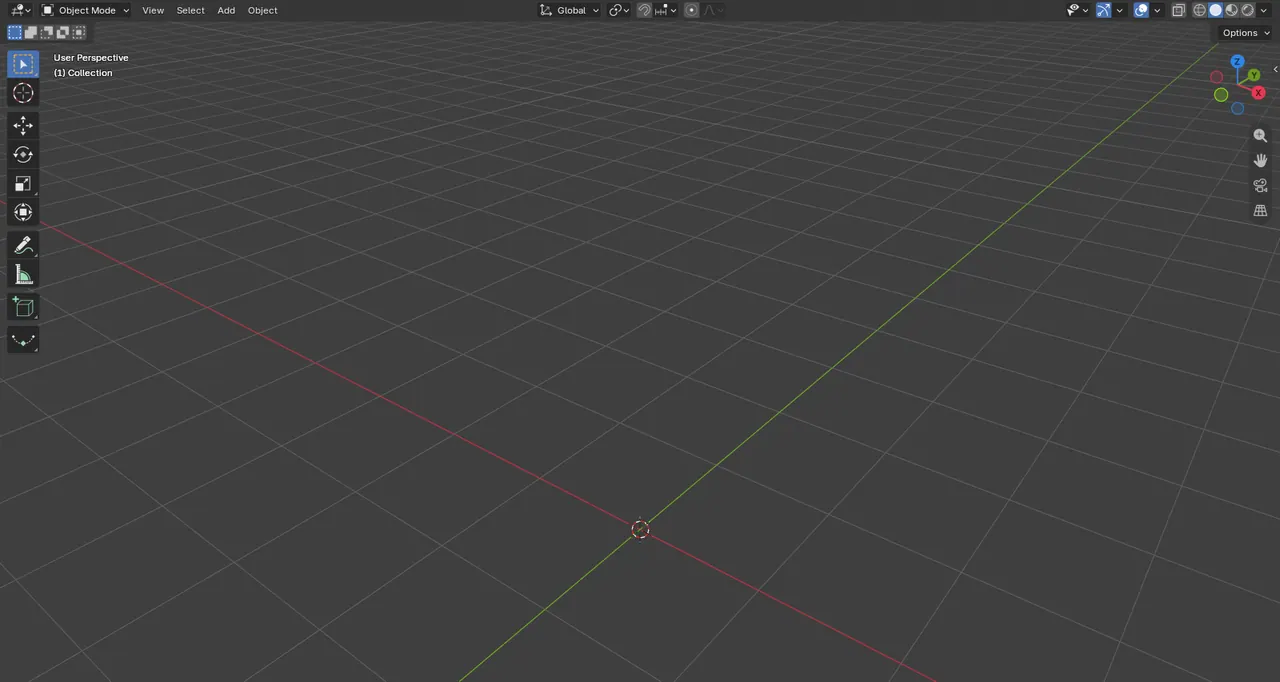 Object Mode View Select Add Object Global
Options
User Perspective
(1) Collection
Z
Y
X